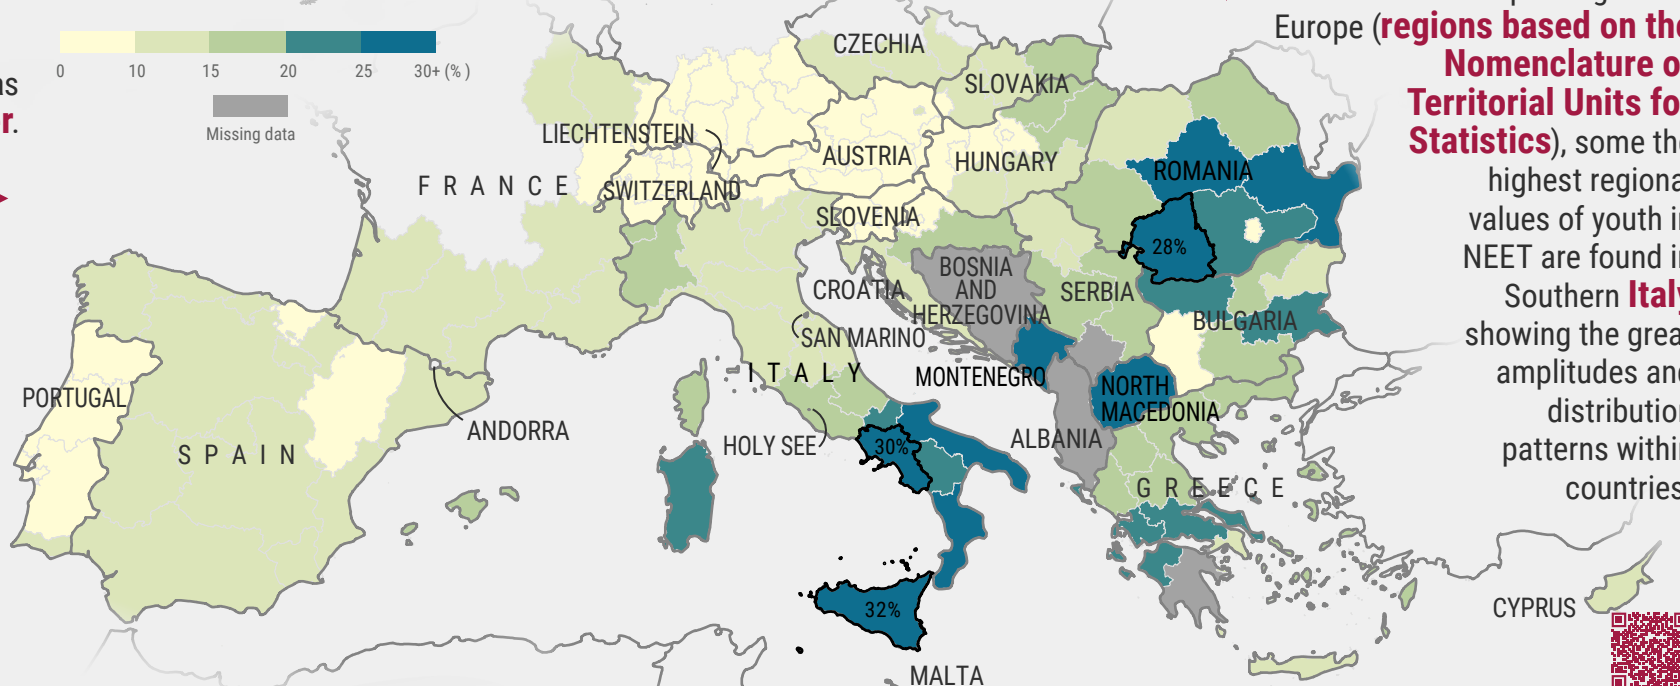 0 10 15 20 25 30+ (%)
Missing data
as
r.
Europe (regions based on the
Nomenclature o
Territorial Units fo
Statistics), some the
highest regiona
values of youth i
NEET are found i
Southern Italy
showing the grea
amplitudes an
distributio
patterns within
countries
CZECHIA
SLOVAKIA
LIECHTENSTEIN
AUSTRIA
HUNGARY
ROMANIA
FRANCE
SWITZERLAND
SLOVENIA
28%
BOSNIA
AND
HERZEGOVINA
CROATIA
SERBIA
BULGARIA
SAN MARINO
ITALY
MONTENEGRO
NORTH
MACEDONIA
PORTUGAL
ANDORRA
SPAIN
HOLY SEE
30%
ALBANIA
GREECE
32%
CYPRUS
MALTA